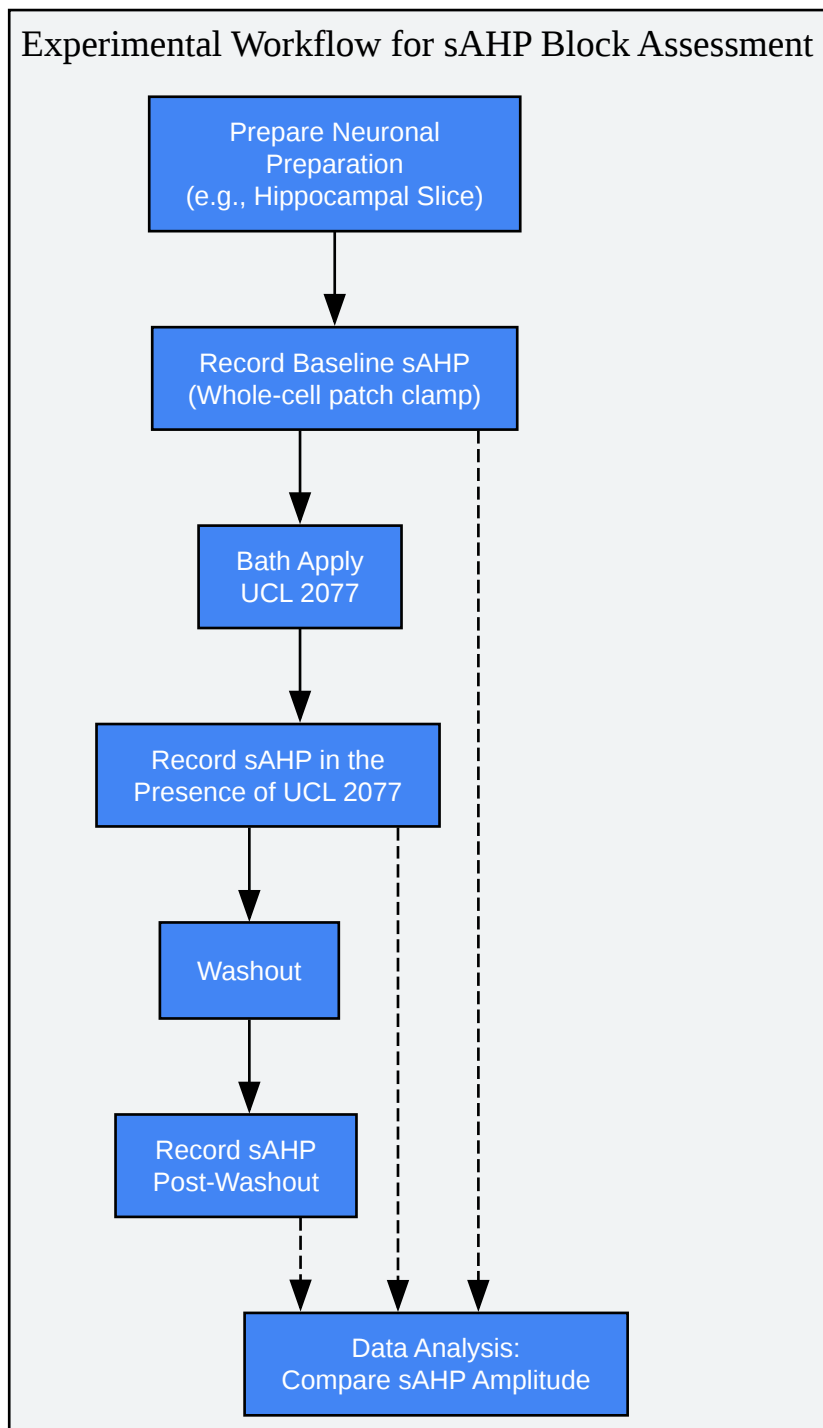 Experimental Workflow for sAHP Block Assessment
Prepare Neuronal
Preparation
(e.g., Hippocampal Slice)
Record Baseline sAHP
(Whole-cell patch clamp)
Bath Apply
UCL 2077
Record sAHP in the
Presence of UCL 2077
Washout
Record sAHP
Post-Washout
Data Analysis:
Compare sAHP Amplitude